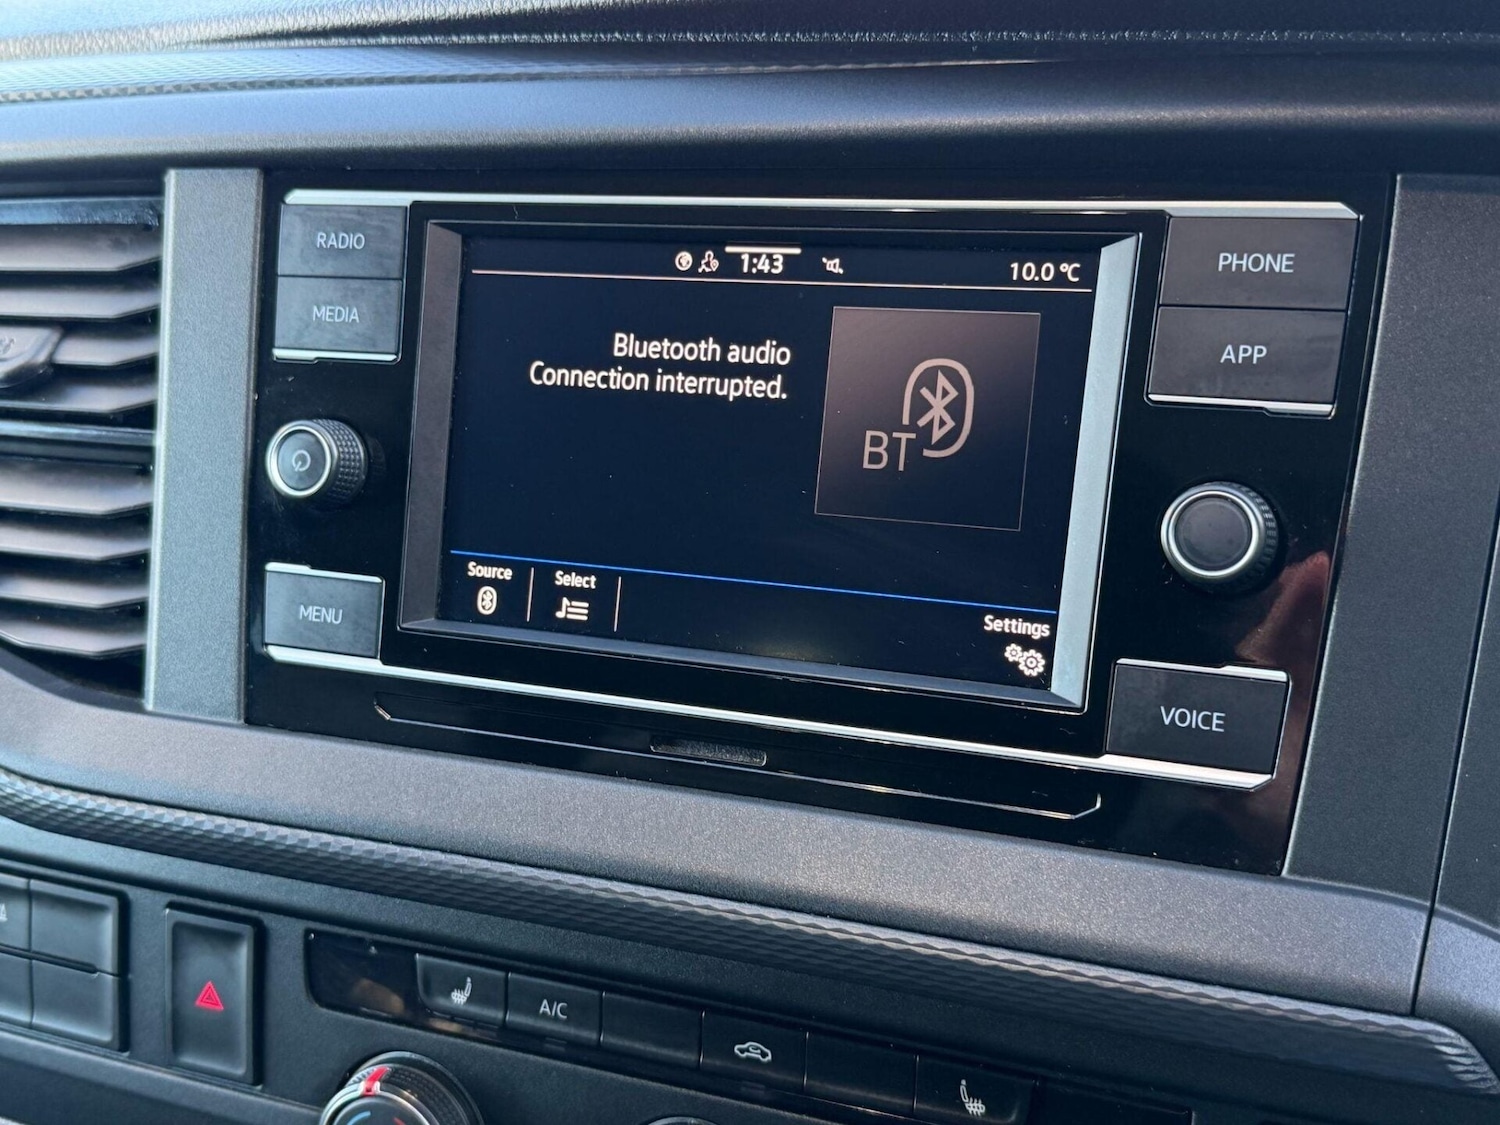 RADIO
MEDIA
1:43
10.0 °C
PHONE
APP
Bluetooth audio
Connection interrupted.
BT
Source
Select
Settings
MENU
VOICE
A/C